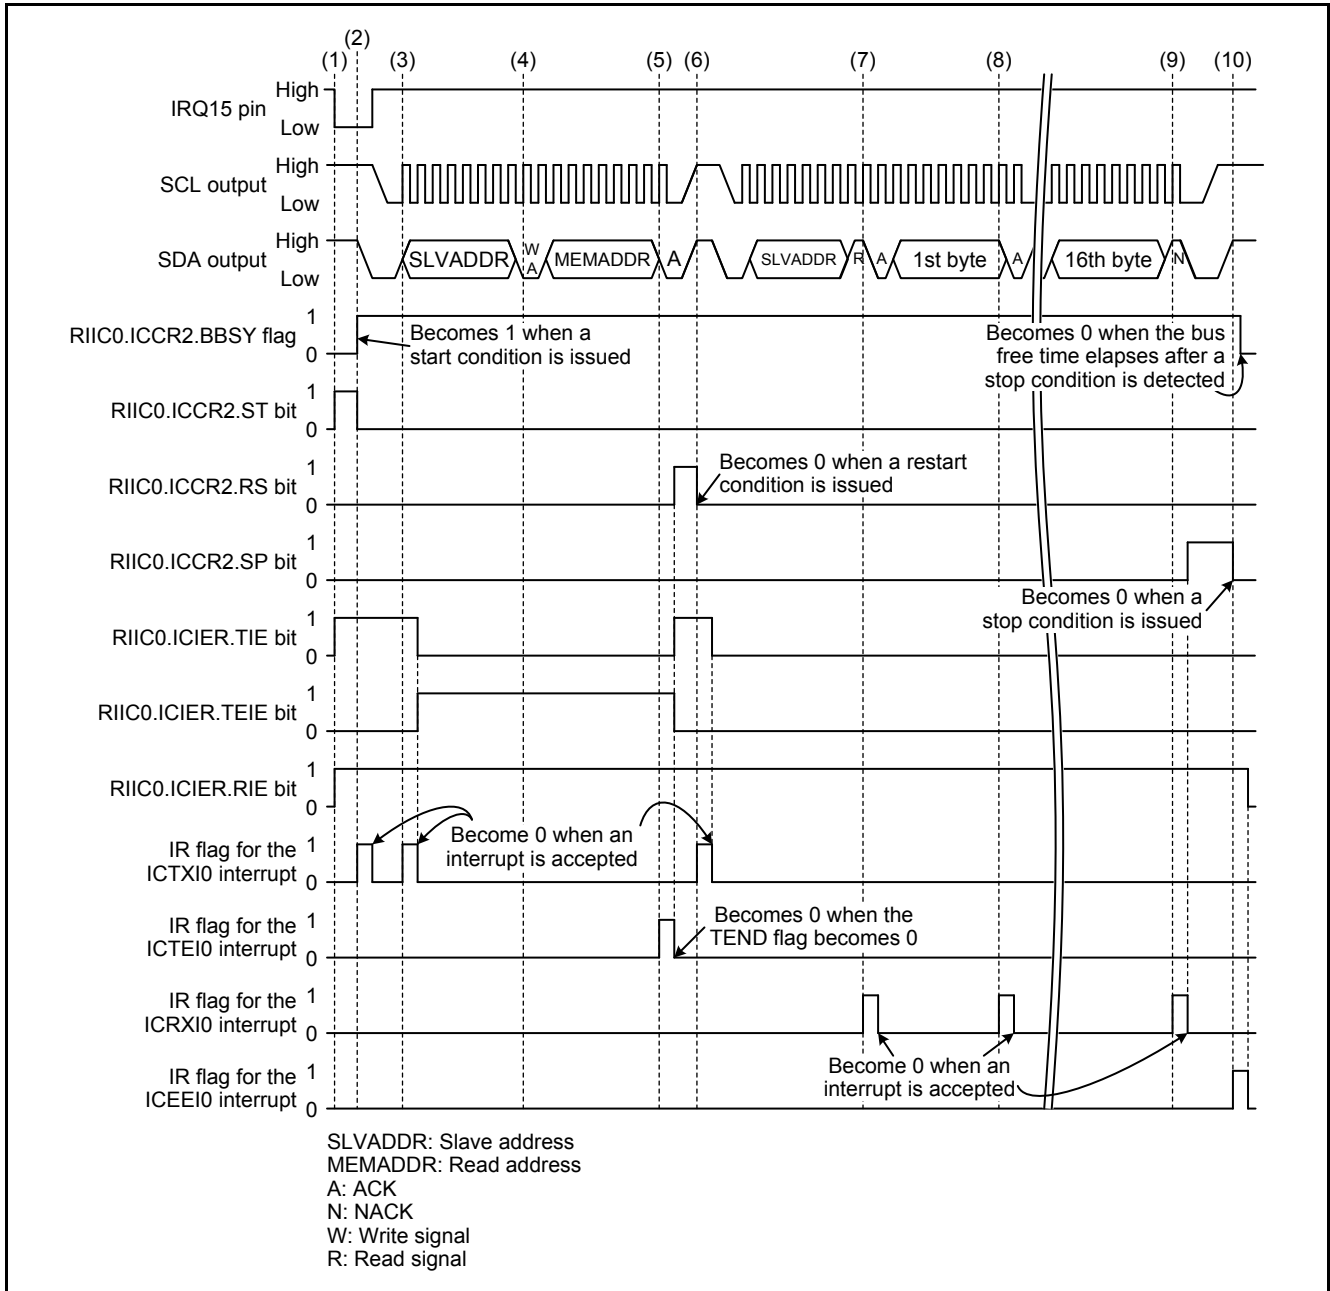 (1) (2) (3) (4) (5) (6) (7) (8) (9) (10)
IRQ15 pin High
Low
SCL output High
Low
SDA output High
Low
SLVADDR W A MEMADDR A SLVADDR R A 1st byte A 16th byte N
RIIC0.ICCR2.BBSY flag 1
0
Becomes 1 when a
start condition is issued
Becomes 0 when the bus
free time elapses after a
stop condition is detected
RIIC0.ICCR2.ST bit 1
0
RIIC0.ICCR2.RS bit 1
0
Becomes 0 when a restart
condition is issued
RIIC0.ICCR2.SP bit 1
0
Becomes 0 when a
stop condition is issued
RIIC0.ICIER.TIE bit 1
0
RIIC0.ICIER.TEIE bit 1
0
RIIC0.ICIER.RIE bit 1
0
IR flag for the
ICTXI0 interrupt 1
0
Become 0 when an
interrupt is accepted
IR flag for the
ICTEI0 interrupt 1
0
Becomes 0 when the
TEND flag becomes 0
IR flag for the
ICRXI0 interrupt 1
0
Become 0 when an
interrupt is accepted
IR flag for the
ICEEI0 interrupt 1
0
SLVADDR: Slave address
MEMADDR: Read address
A: ACK
N: NACK
W: Write signal
R: Read signal